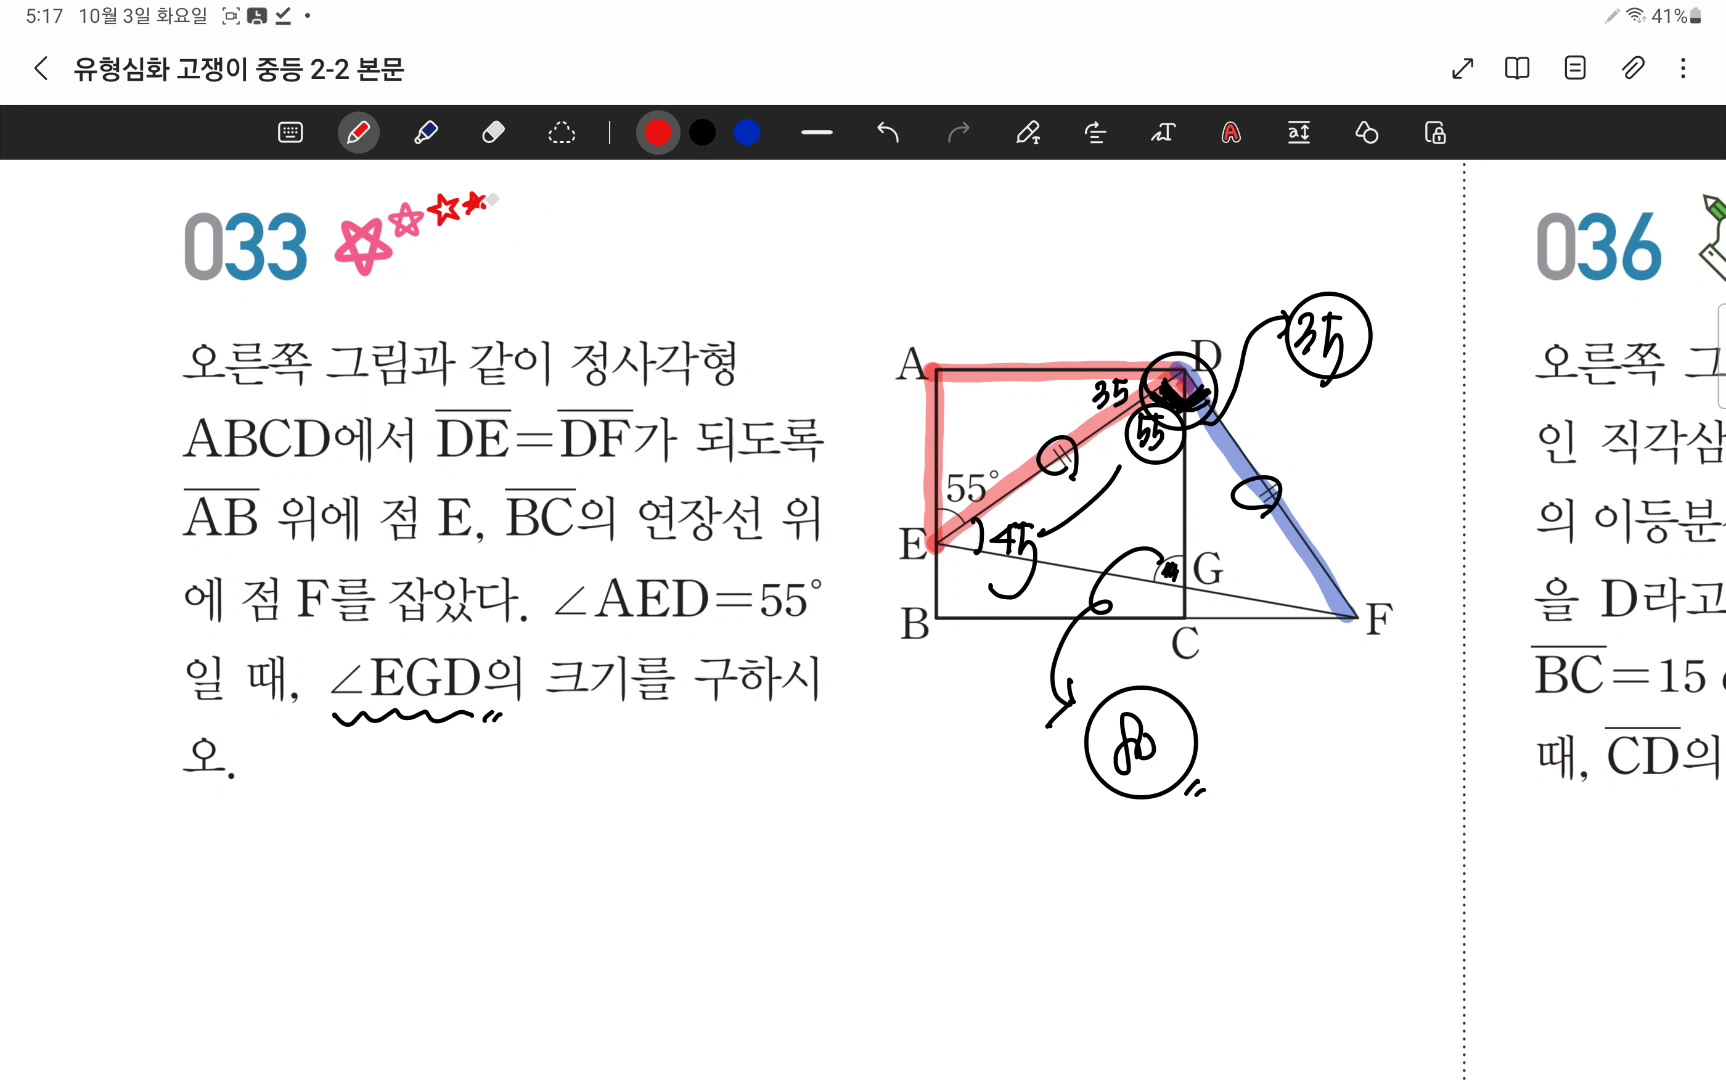 5:17 10월 3일 화요일
41%
유형심화 고쟁이 중등 2-2 본문
033
오른쪽 그림과 같이 정사각형
ABCD에서 DE=DF가 되도록
AB 위에 점 E, BC의 연장선 위
에 점 F를 잡았다. ∠AED=55°
일 때, ∠EGD의 크기를 구하시
오.
A
D
35
35
55
55°
E
45
G
B
C
F
80
036
오른쪽 그
인 직각삼
의 이등분
을 D라고
BC=15
때, CD의